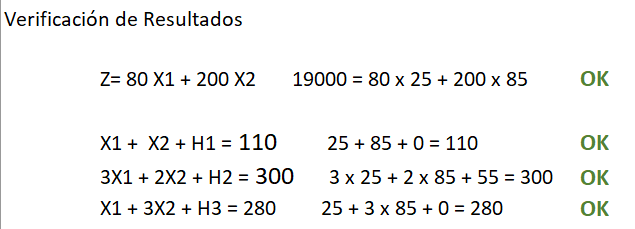 Verificación de Resultados
Z= 80 X1 + 200 X2 19000 = 80 x 25 + 200 x 85 OK
X1 + X2 + H1 = 110 25 + 85 + 0 = 110 OK
3X1 + 2X2 + H2 = 300 3 x 25 + 2 x 85 + 55 = 300 OK
X1 + 3X2 + H3 = 280 25 + 3 x 85 + 0 = 280 OK